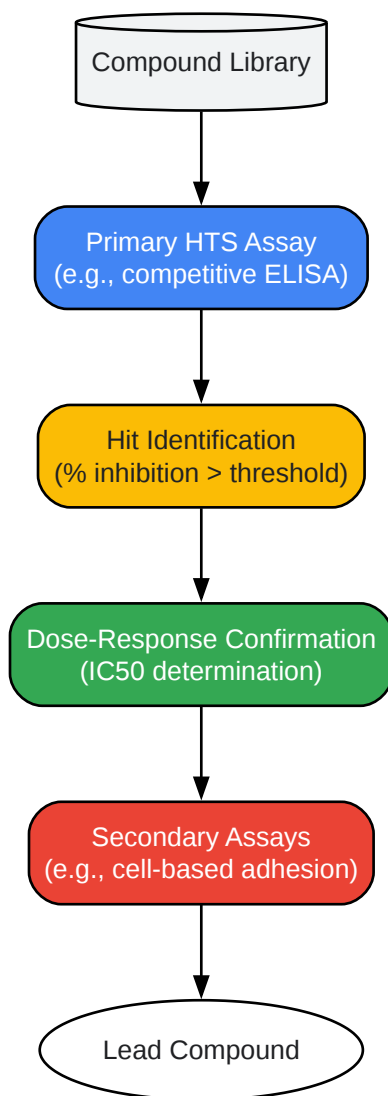 Compound Library
Primary HTS Assay
(e.g., competitive ELISA)
Hit Identification
(% inhibition > threshold)
Dose-Response Confirmation
(IC50 determination)
Secondary Assays
(e.g., cell-based adhesion)
Lead Compound